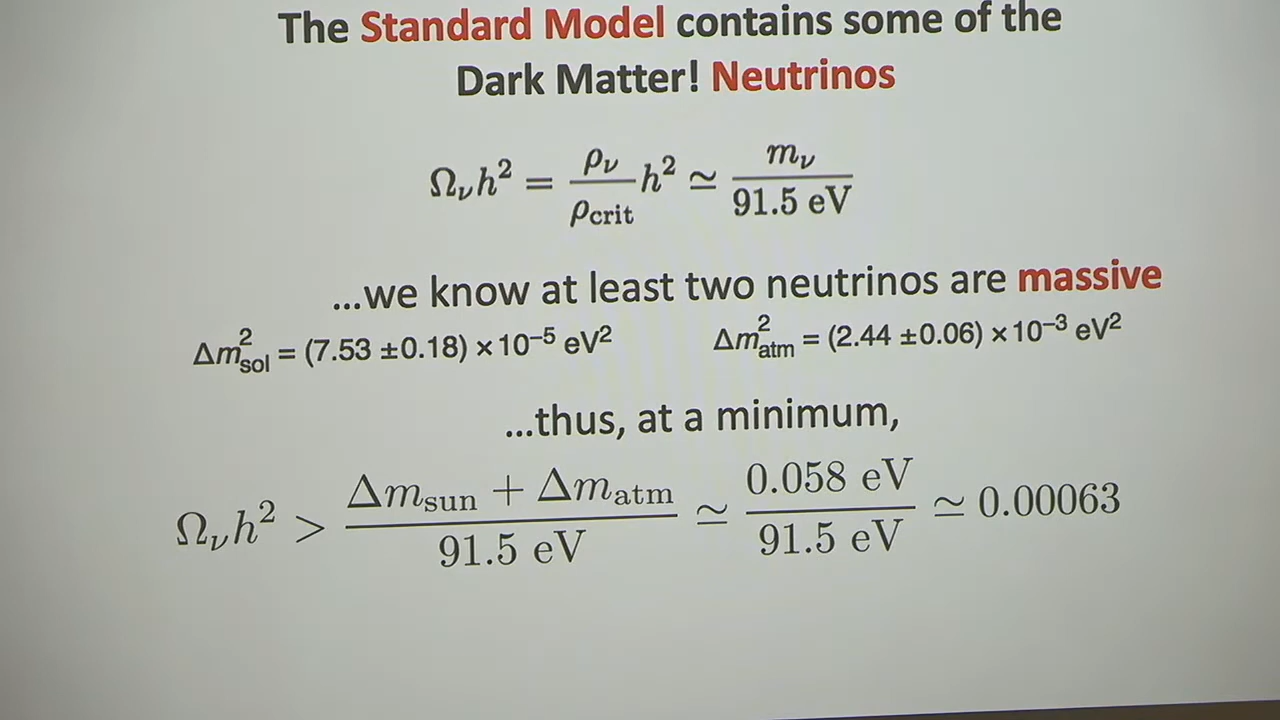 The Standard Model contains some of the
Dark Matter! Neutrinos
Ω_ν h² = ρ_ν / ρ_crit h² ≃ m_ν / 91.5 eV
...we know at least two neutrinos are massive
Δm²_sol = (7.53 ±0.18) ×10⁻⁵ eV² Δm²_atm = (2.44 ±0.06) ×10⁻³ eV²
...thus, at a minimum,
Ω_ν h² > Δm_sun + Δm_atm / 91.5 eV ≃ 0.058 eV / 91.5 eV ≃ 0.00063